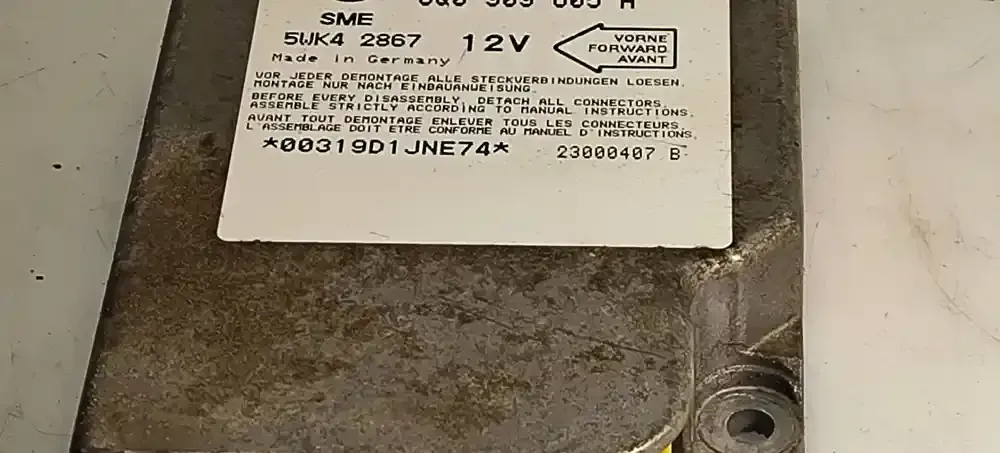 SME
5WK4 2867 12V
VORNE
FORWARD
AVANT
Made in Germany
VOR JEDER DEMONTAGE ALLE STECKVERBINDUNGEN LOESEN.
MONTAGE NUR NACH EINBAUANWEISUNG.
BEFORE EVERY DISASSEMBLY, DETACH ALL CONNECTORS.
ASSEMBLE STRICTLY ACCORDING TO MANUAL INSTRUCTIONS.
AVANT TOUT DEMONTAGE ENLEVER TOUS LES CONNECTEURS.
L'ASSEMBLAGE DOIT ETRE CONFORME AU MANUEL D'INSTRUCTIONS.
*00319D1JNE74* 23000407 B